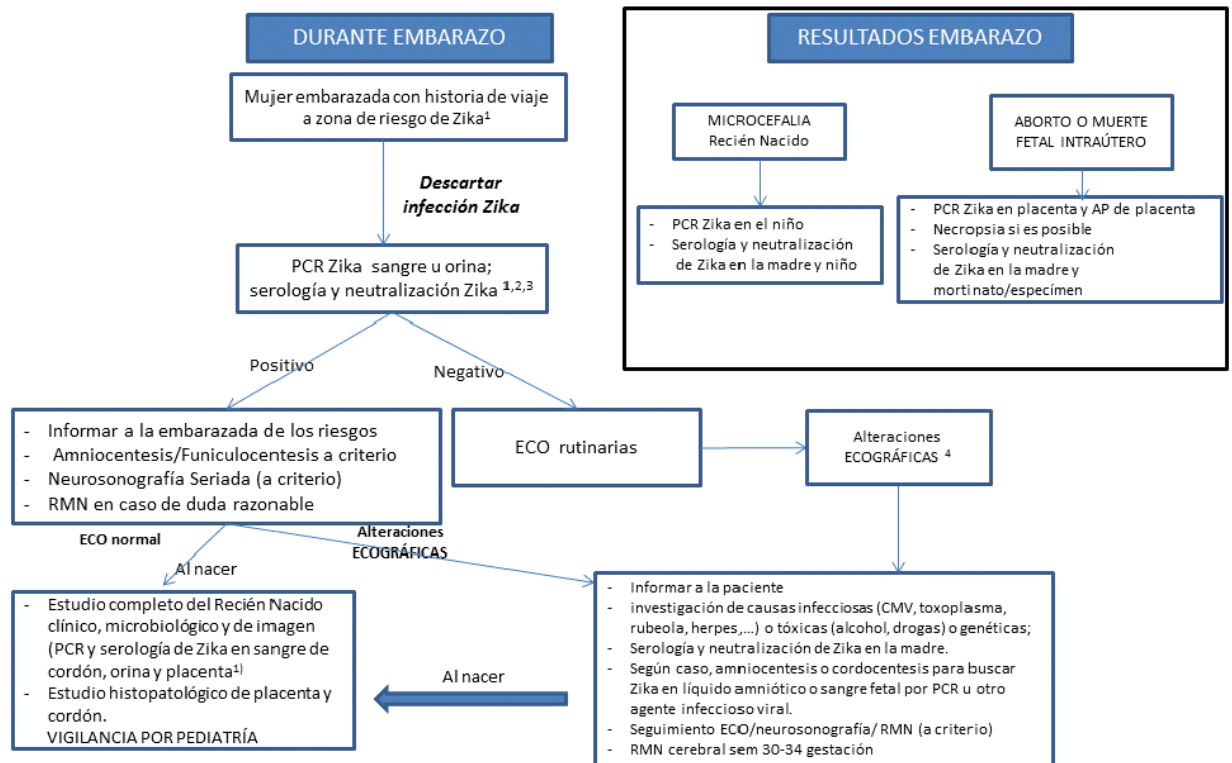 DURANTE EMBARAZO
Mujer embarazada con historia de viaje
a zona de riesgo de Zika¹
Descartar
infección Zika
PCR Zika sangre u orina;
serología y neutralización Zika ¹,²,³
Positivo
Negativo
- Informar a la embarazada de los riesgos
- Amniocentesis/Funiculocentesis a criterio
- Neurosonografía Seriada (a criterio)
- RMN en caso de duda razonable
ECO rutinarias
Alteraciones
ECOGRÁFICAS ⁴
ECO normal
Al nacer
Alteraciones
ECOGRÁFICAS
- Estudio completo del Recién Nacido
clínico, microbiológico y de imagen
(PCR y serología de Zika en sangre de
cordón, orina y placenta¹⁾
- Estudio histopatológico de placenta y
cordón.
VIGILANCIA POR PEDIATRÍA
Al nacer
- Informar a la paciente
- investigación de causas infecciosas (CMV, toxoplasma,
rubeola, herpes,...) o tóxicas (alcohol, drogas) o genéticas;
- Serología y neutralización de Zika en la madre.
- Según caso, amniocentesis o cordocentesis para buscar
Zika en líquido amniótico o sangre fetal por PCR u otro
agente infeccioso viral.
- Seguimiento ECO/neurosonografía/ RMN (a criterio)
- RMN cerebral sem 30-34 gestación
RESULTADOS EMBARAZO
MICROCEFALIA
Recién Nacido
- PCR Zika en el niño
- Serología y neutralización
de Zika en la madre y niño
ABORTO O MUERTE
FETAL INTRAÚTERO
- PCR Zika en placenta y AP de placenta
- Necropsia si es posible
- Serología y neutralización
de Zika en la madre y
mortinato/espécimen